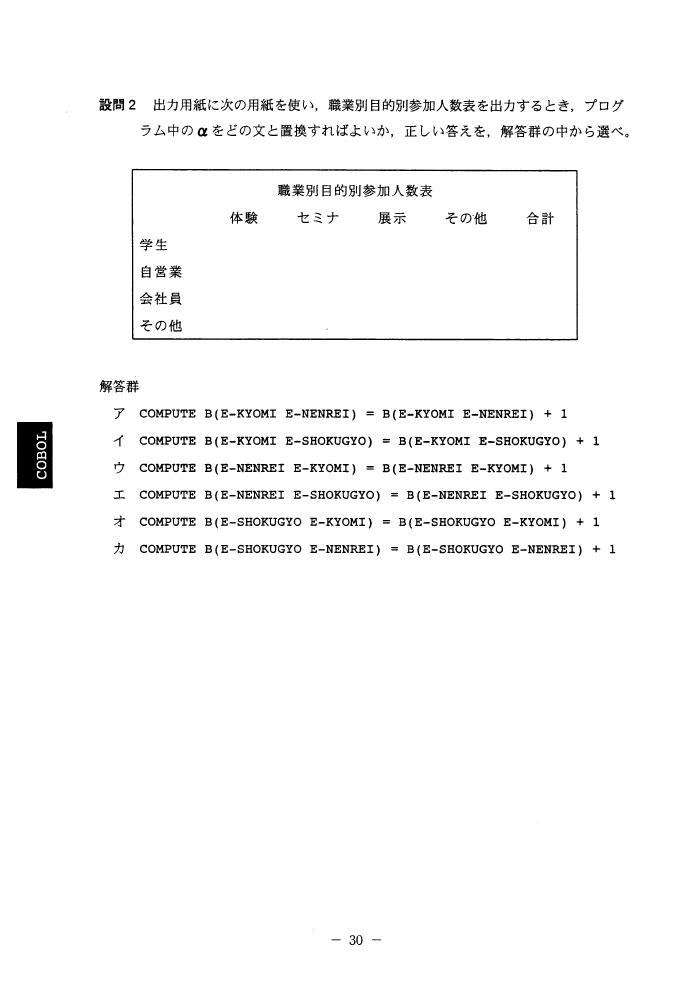 設問2 出力用紙に次の用紙を使い，職業別目的別参加人数表を出力するとき，プログ
ラム中の α をどの文と置換すればよいか，正しい答えを，解答群の中から選べ。
職業別目的別参加人数表
体験 セミナ 展示 その他 合計
学生
自営業
会社員
その他
解答群
ア COMPUTE B(E-KYOMI E-NENREI) = B(E-KYOMI E-NENREI) + 1
イ COMPUTE B(E-KYOMI E-SHOKUGYO) = B(E-KYOMI E-SHOKUGYO) + 1
ウ COMPUTE B(E-NENREI E-KYOMI) = B(E-NENREI E-KYOMI) + 1
エ COMPUTE B(E-NENREI E-SHOKUGYO) = B(E-NENREI E-SHOKUGYO) + 1
オ COMPUTE B(E-SHOKUGYO E-KYOMI) = B(E-SHOKUGYO E-KYOMI) + 1
カ COMPUTE B(E-SHOKUGYO E-NENREI) = B(E-SHOKUGYO E-NENREI) + 1
COBOL
— 30 —